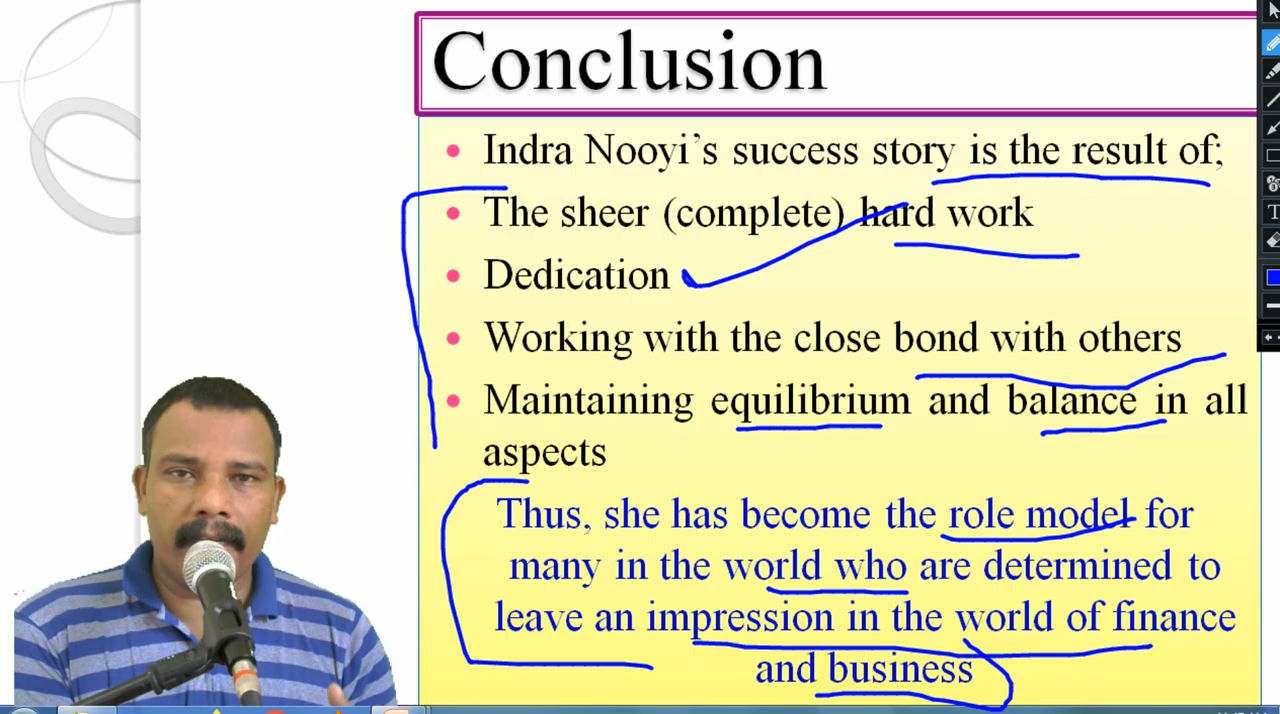 Conclusion
• Indra Nooyi’s success story is the result of;
• The sheer (complete) hard work
• Dedication
• Working with the close bond with others
• Maintaining equilibrium and balance in all
aspects
Thus, she has become the role model for
many in the world who are determined to
leave an impression in the world of finance
and business